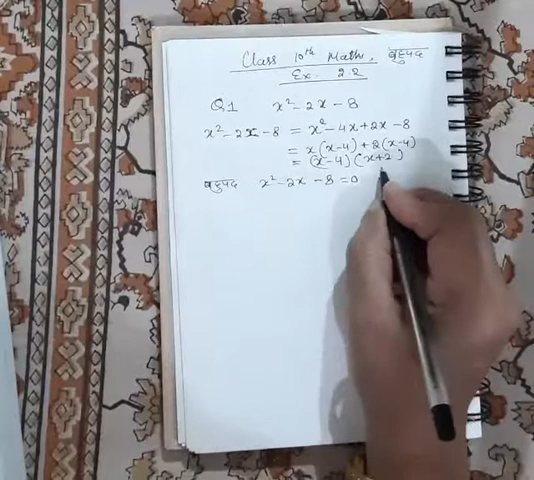 Class 10th Maths. बहुपद
Ex. 2.2
Q1 x² - 2x - 8
x² - 2x - 8 = x² - 4x + 2x - 8
= x(x-4) + 2(x-4)
= (x-4)(x+2)
बहुपद x² - 2x - 8 = 0